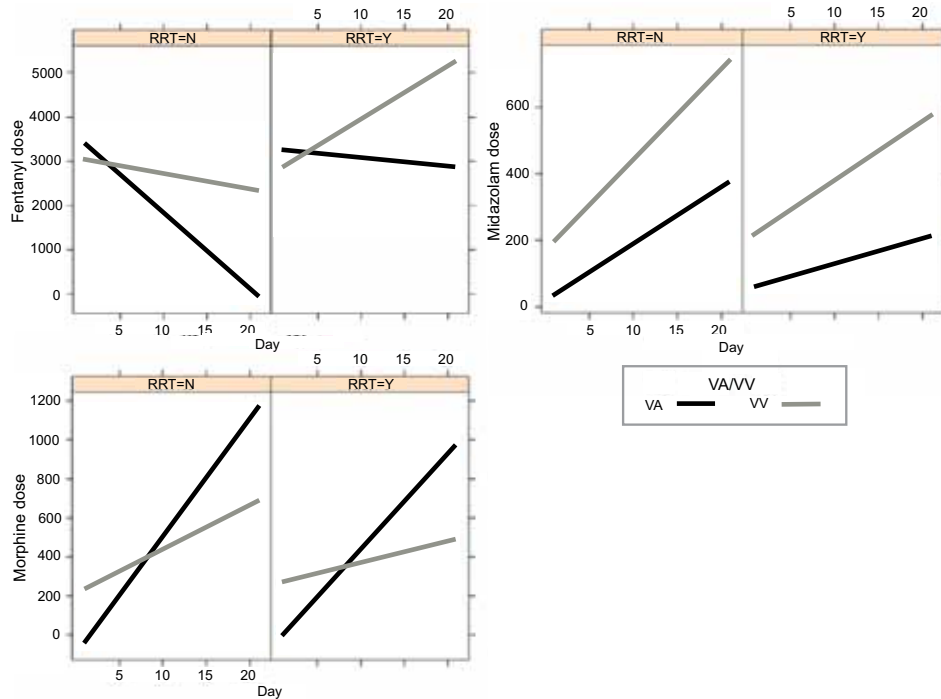 5 10 15 20
RRT=N RRT=Y
Fentanyl dose
5000
4000
3000
2000
1000
0
5 10 15 20
Day
5 10 15 20
RRT=N RRT=Y
Midazolam dose
600
400
200
0
5 10 15 20
Day
5 10 15 20
RRT=N RRT=Y
Morphine dose
1200
1000
800
600
400
200
0
5 10 15 20
Day
VA/VV
VA VV